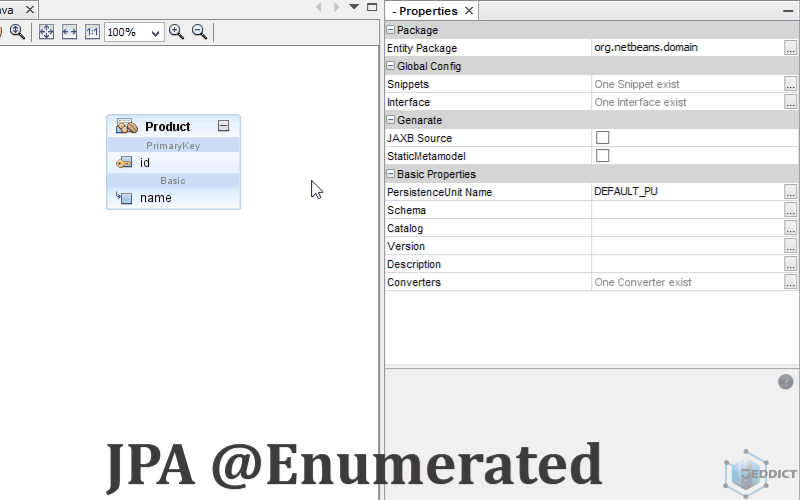 ava
- Properties
100%
1:1
Package
Entity Package org.netbeans.domain ...
Global Config
Snippets One Snippet exist ...
Interface One Interface exist ...
Genarate
JAXB Source
StaticMetamodel
Basic Properties
PersistenceUnit Name DEFAULT_PU ...
Schema ...
Catalog ...
Version ...
Description ...
Converters One Converter exist ...
Product
PrimaryKey
id
Basic
name
JPA @Enumerated
JEDDICT